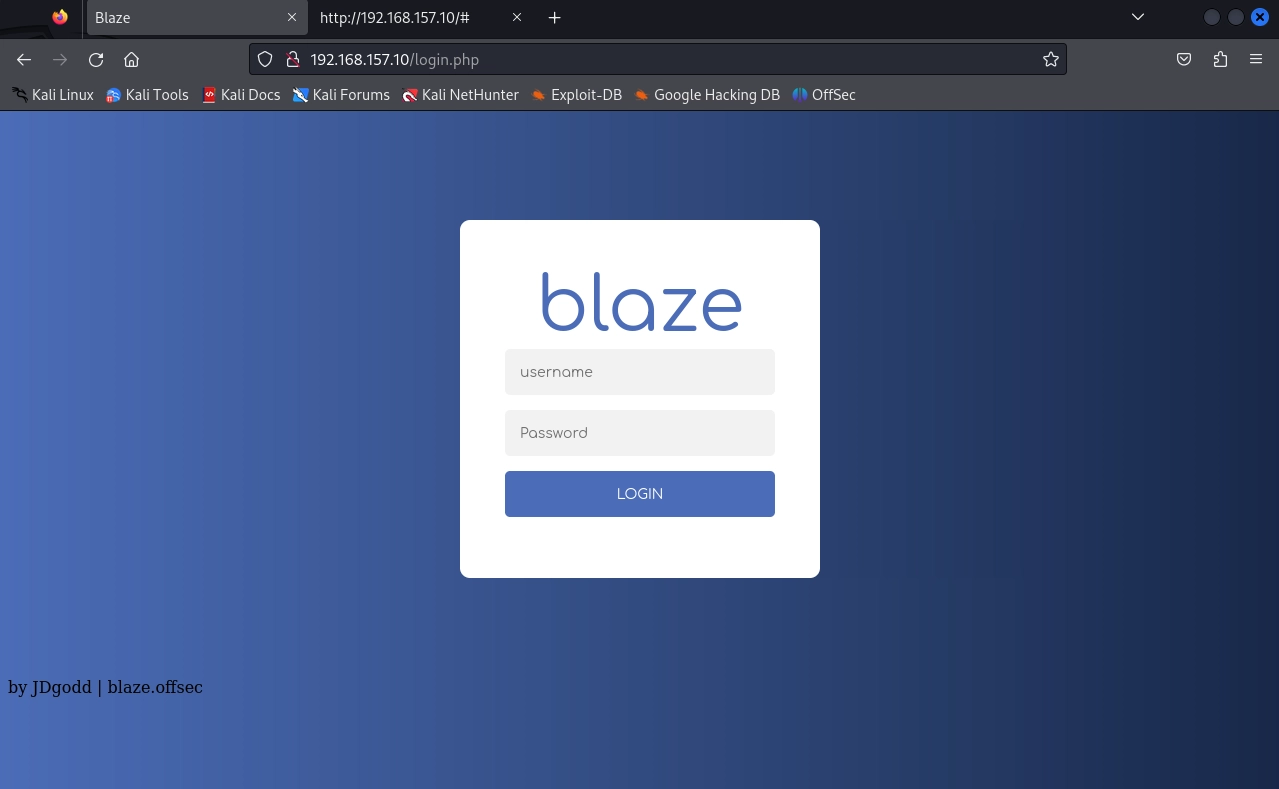 Blaze
http://192.168.157.10/#
192.168.157.10/login.php
Kali Linux Kali Tools Kali Docs Kali Forums Kali NetHunter Exploit-DB Google Hacking DB OffSec
blaze
username
Password
LOGIN
by JDgodd | blaze.offsec